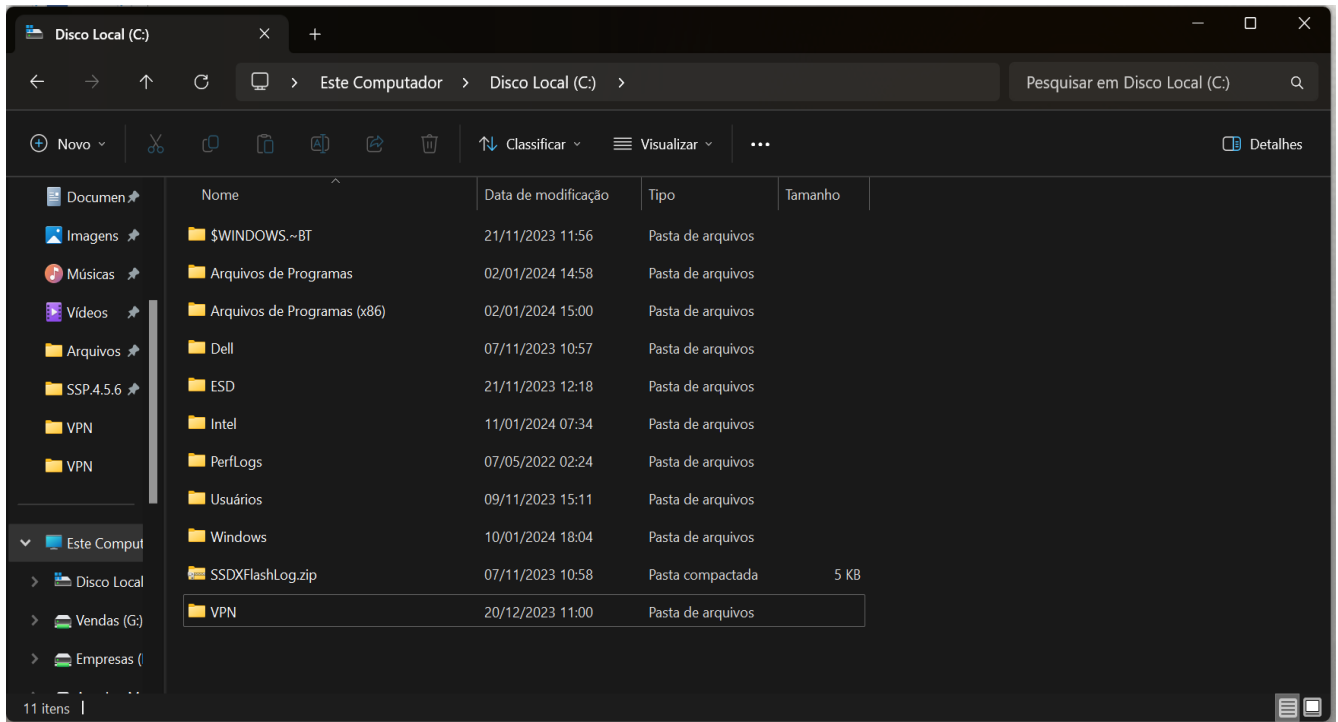 Disco Local (C:)
Este Computador > Disco Local (C:) >
Pesquisar em Disco Local (C:)
Novo
Classificar
Visualizar
Detalhes
Documen
Imagens
Músicas
Vídeos
Arquivos
SSP.4.5.6
VPN
VPN
Este Comput
Disco Local
Vendas (G:)
Empresas (
Nome Data de modificação Tipo Tamanho
$WINDOWS.~BT 21/11/2023 11:56 Pasta de arquivos
Arquivos de Programas 02/01/2024 14:58 Pasta de arquivos
Arquivos de Programas (x86) 02/01/2024 15:00 Pasta de arquivos
Dell 07/11/2023 10:57 Pasta de arquivos
ESD 21/11/2023 12:18 Pasta de arquivos
Intel 11/01/2024 07:34 Pasta de arquivos
PerfLogs 07/05/2022 02:24 Pasta de arquivos
Usuários 09/11/2023 15:11 Pasta de arquivos
Windows 10/01/2024 18:04 Pasta de arquivos
SSDXFlashLog.zip 07/11/2023 10:58 Pasta compactada 5 KB
VPN 20/12/2023 11:00 Pasta de arquivos
11 itens